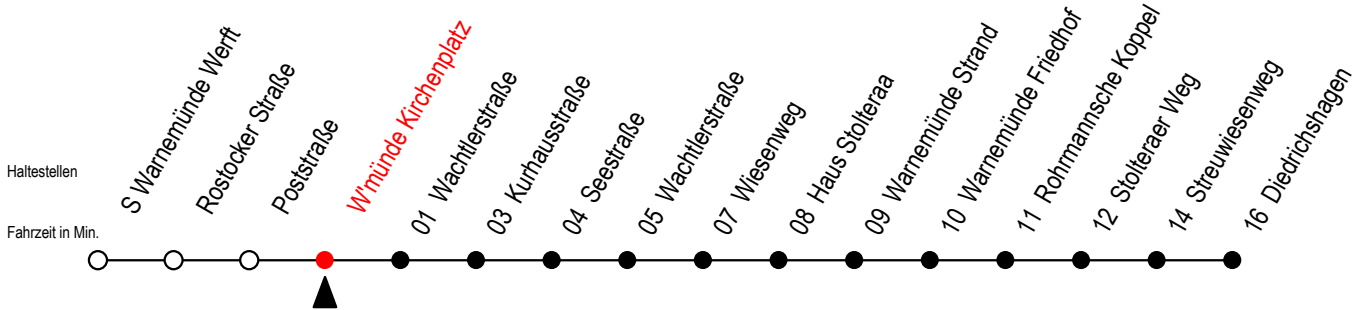 Haltestellen
Fahrzeit in Min.
S Warnemünde Werft
Rostocker Straße
Poststraße
W'münde Kirchenplatz
01 Wachtlerstraße
03 Kurhausstraße
04 Seestraße
05 Wachtlerstraße
07 Wiesenweg
08 Haus Stolteraa
09 Warnemünde Strand
10 Warnemünde Friedhof
11 Rohrmannsche Koppel
12 Stolteraer Weg
14 Streuwiesenweg
16 Diedrichshagen